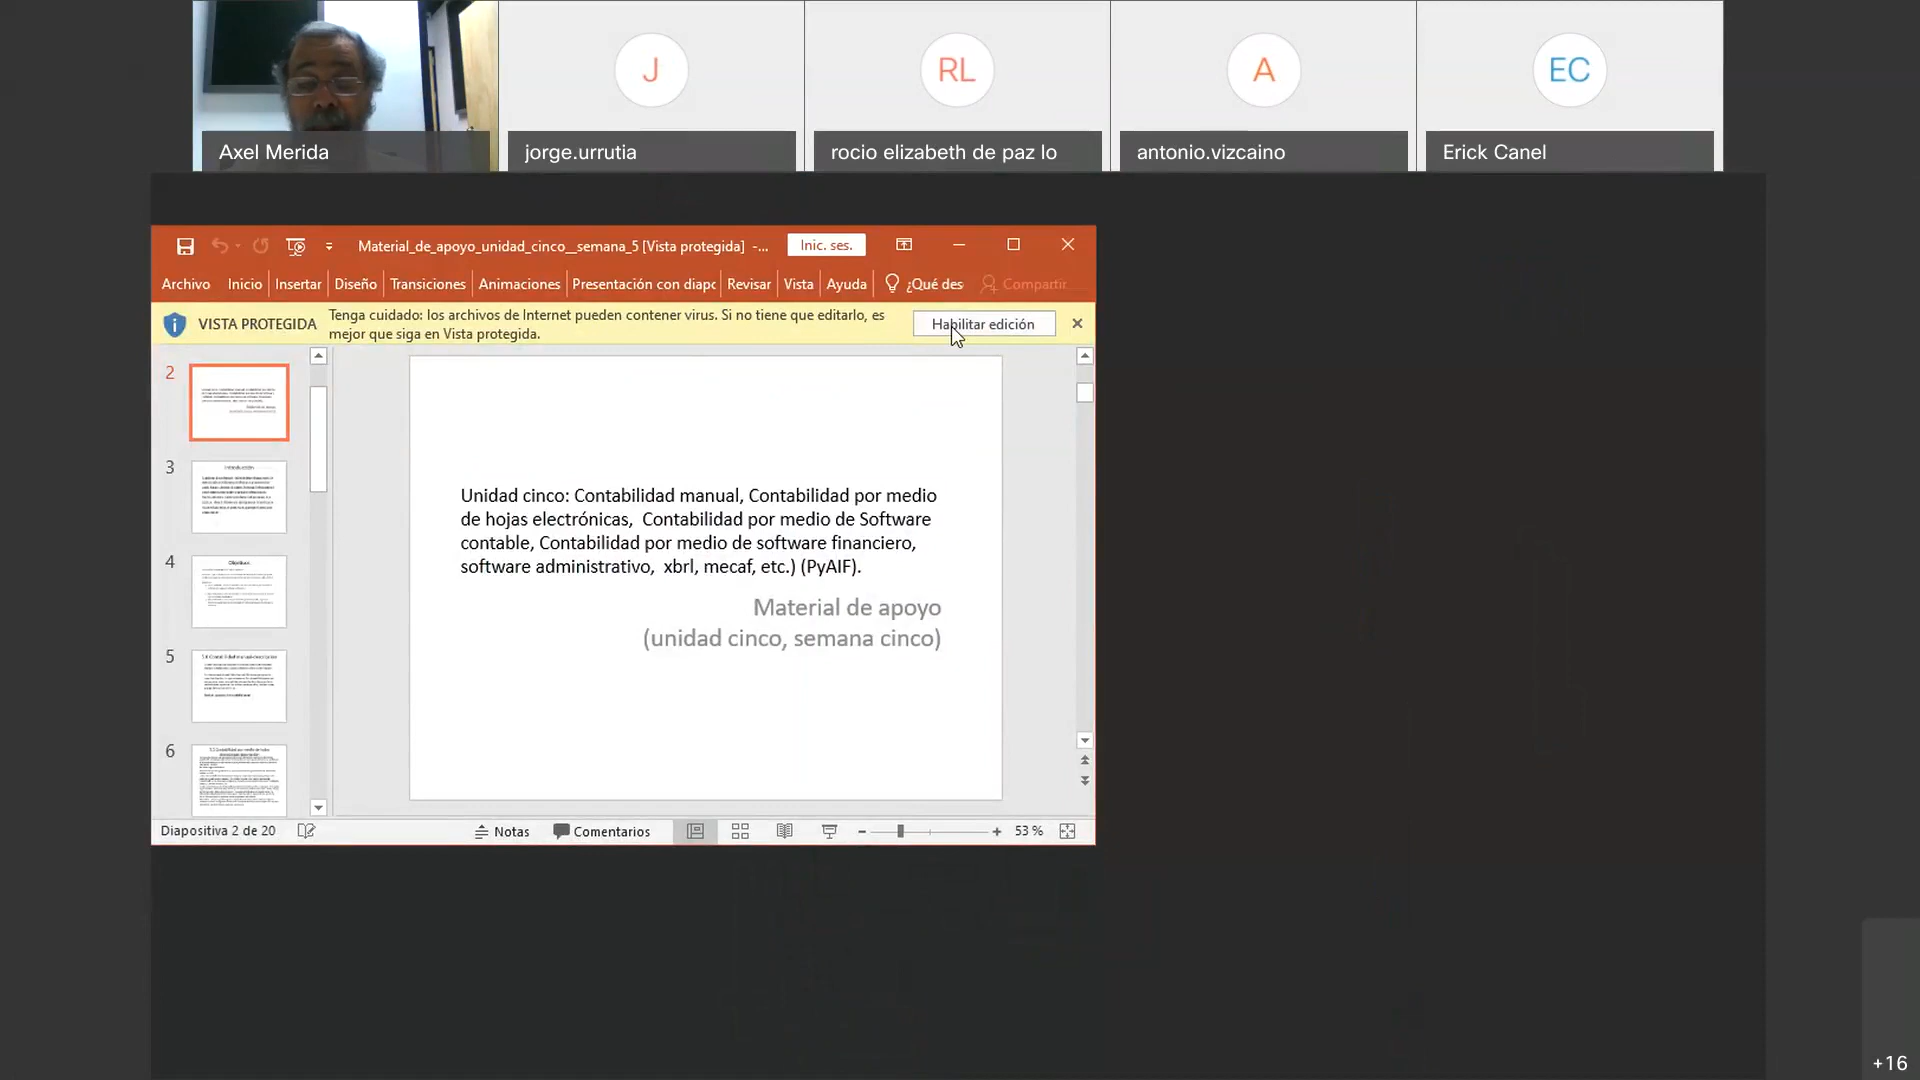 J
RL
A
EC
Axel Merida
jorge.urrutia
rocio elizabeth de paz lo
antonio.vizcaino
Erick Canel
Material_de_apoyo_unidad_cinco__semana_5 [Vista protegida] -...
Inic. ses.
Archivo
Inicio
Insertar
Diseño
Transiciones
Animaciones
Presentación con diapc
Revisar
Vista
Ayuda
¿Qué des
Compartir
VISTA PROTEGIDA
Tenga cuidado: los archivos de Internet pueden contener virus. Si no tiene que editarlo, es
mejor que siga en Vista protegida.
Habilitar edición
2
3
Introducción
4
Objetivos
5
6
Unidad cinco: Contabilidad manual, Contabilidad por medio
de hojas electrónicas, Contabilidad por medio de Software
contable, Contabilidad por medio de software financiero,
software administrativo, xbrl, mecaf, etc.) (PyAIF).
Material de apoyo
(unidad cinco, semana cinco)
Diapositiva 2 de 20
Notas
Comentarios
53 %
+16